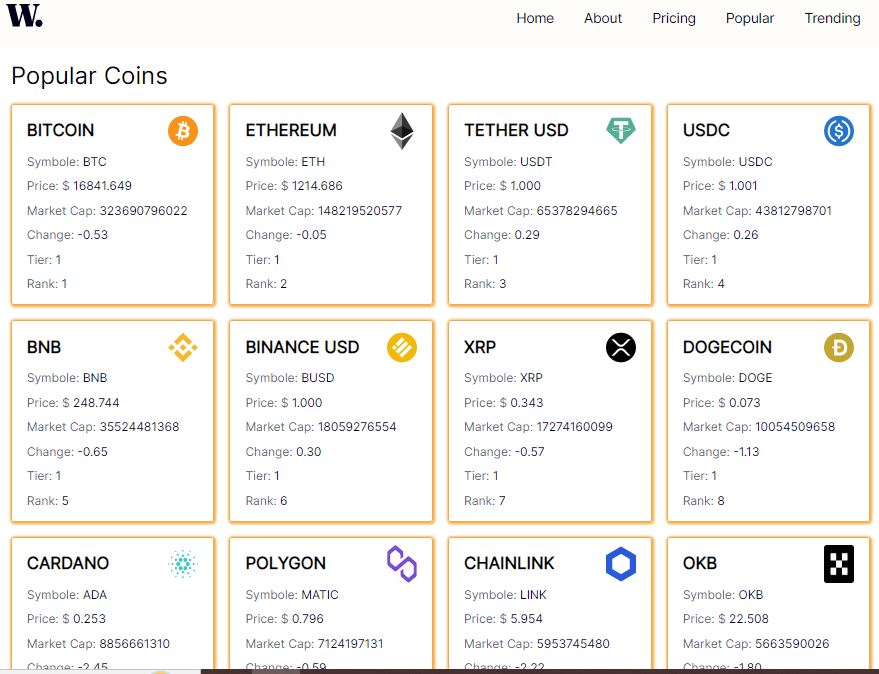 W.
Home About Pricing Popular Trending
Popular Coins
BITCOIN
Symbole: BTC
Price: $ 16841.649
Market Cap: 323690796022
Change: -0.53
Tier: 1
Rank: 1
ETHEREUM
Symbole: ETH
Price: $ 1214.686
Market Cap: 148219520577
Change: -0.05
Tier: 1
Rank: 2
TETHER USD
Symbole: USDT
Price: $ 1.000
Market Cap: 65378294665
Change: 0.29
Tier: 1
Rank: 3
USDC
Symbole: USDC
Price: $ 1.001
Market Cap: 43812798701
Change: 0.26
Tier: 1
Rank: 4
BNB
Symbole: BNB
Price: $ 248.744
Market Cap: 35524481368
Change: -0.65
Tier: 1
Rank: 5
BINANCE USD
Symbole: BUSD
Price: $ 1.000
Market Cap: 18059276554
Change: 0.30
Tier: 1
Rank: 6
XRP
Symbole: XRP
Price: $ 0.343
Market Cap: 17274160099
Change: -0.57
Tier: 1
Rank: 7
DOGECOIN
Symbole: DOGE
Price: $ 0.073
Market Cap: 10054509658
Change: -1.13
Tier: 1
Rank: 8
CARDANO
Symbole: ADA
Price: $ 0.253
Market Cap: 8856661310
Change: -2.45
POLYGON
Symbole: MATIC
Price: $ 0.796
Market Cap: 7124197131
Change: -0.59
CHAINLINK
Symbole: LINK
Price: $ 5.954
Market Cap: 5953745480
Change: -2.22
OKB
Symbole: OKB
Price: $ 22.508
Market Cap: 5663590026
Change: -1.80